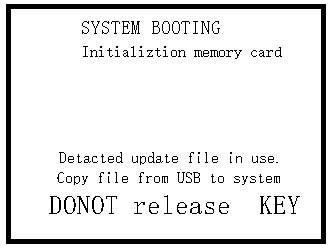 SYSTEM BOOTING
Initializtion memory card
Detacted update file in use.
Copy file from USB to system
DONOT release KEY